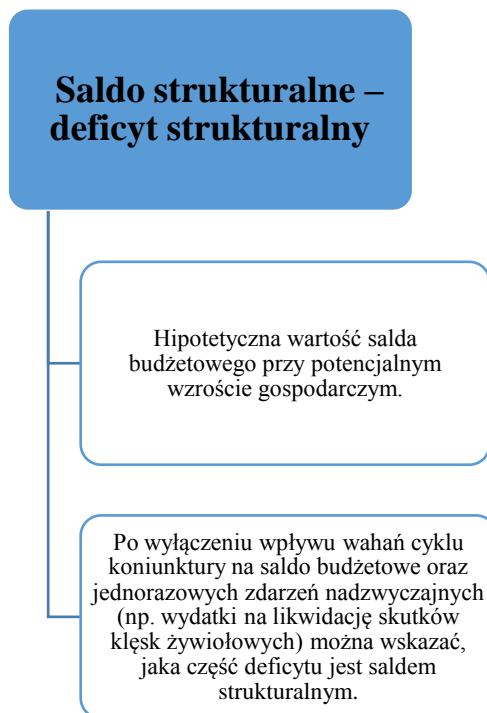 Saldo strukturalne –
deficyt strukturalny
Hipotetyczna wartość salda
budżetowego przy potencjalnym
wzroście gospodarczym.
Po wyłączeniu wpływu wahań cyklu
koniunktury na saldo budżetowe oraz
jednorazowych zdarzeń nadzwyczajnych
(np. wydatki na likwidację skutków
klęsk żywiołowych) można wskazać,
jaka część deficytu jest saldem
strukturalnym.